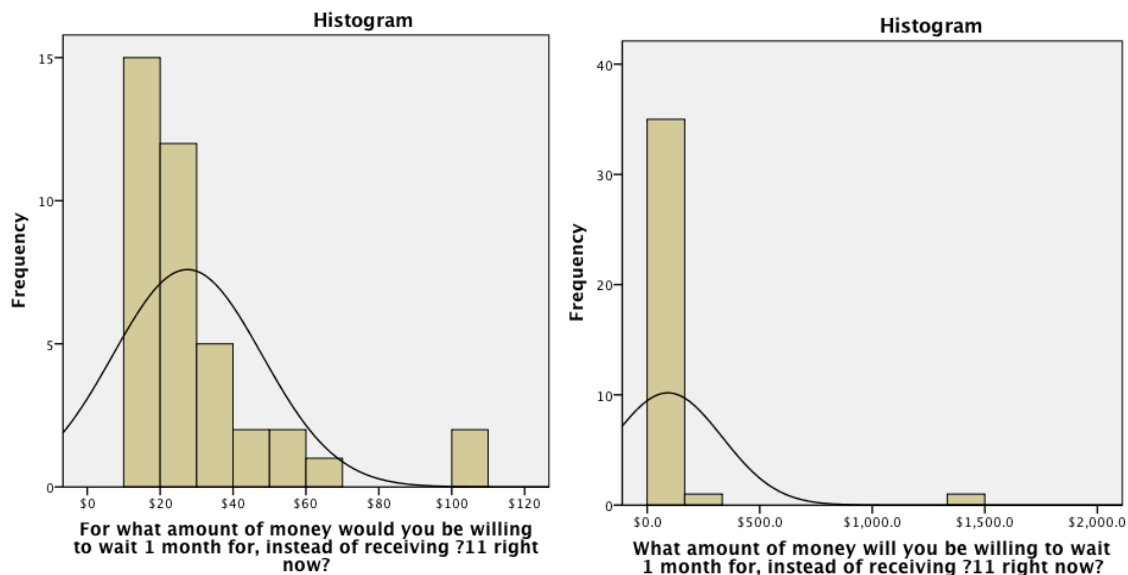 Histogram
Frequency
15
10
5
0
$0 $20 $40 $60 $80 $100 $120
For what amount of money would you be willing
to wait 1 month for, instead of receiving ?11 right
now?
Histogram
Frequency
40
30
20
10
0
$0.0 $500.0 $1,000.0 $1,500.0 $2,000.0
What amount of money will you be willing to wait
1 month for, instead of receiving ?11 right now?